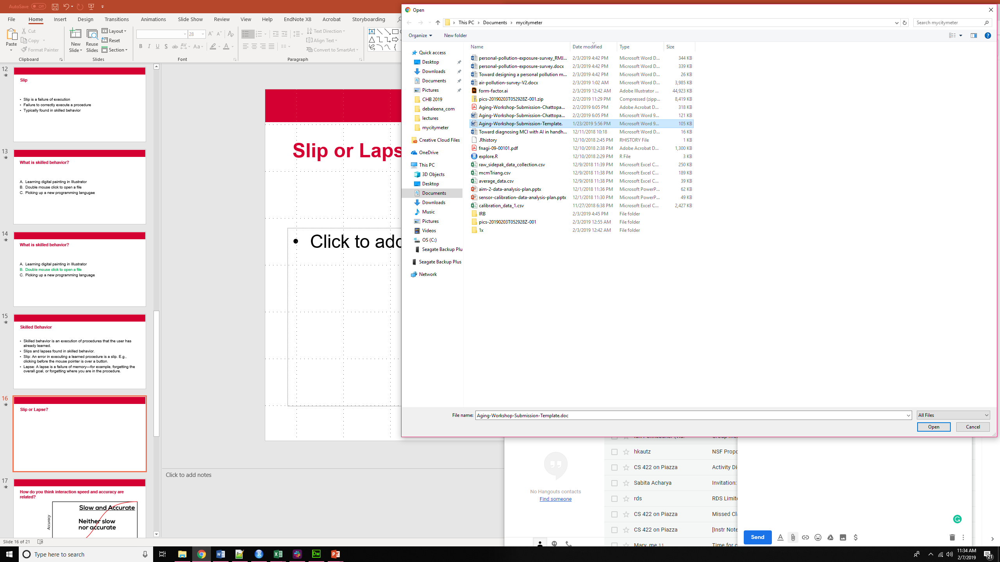 AutoSave Off
File Home Insert Design Transitions Animations Slide Show Review View Help EndNote X8 Acrobat Storyboarding
Paste
Cut
Copy
Format Painter
Clipboard
New Slide
Reuse Slides
Layout
Reset
Section
Slides
28
Font
Text Direction
Align Text
Convert to SmartArt
Paragraph
12
Slip
• Slip is a failure of execution
• Failure to correctly execute a procedure
• Typically found in skilled behavior
13
What is skilled behavior?
A. Learning digital painting in Illustrator
B. Double mouse click to open a file
C. Picking up a new programming langugae
14
What is skilled behavior?
A. Learning digital painting in Illustrator
B. Double mouse click to open a file
C. Picking up a new programming language
15
Skilled Behavior
• Skilled behavior is an execution of procedures that the user has
already learned.
• Slips and lapses found in skilled behavior.
• Slip: An error in executing a learned procedure is a slip. E.g.,
clicking before the mouse pointer is over a button.
• Lapse: A lapse is a failure of memory—for example, forgetting the
overall goal, or forgetting where you are in the procedure.
16
Slip or Lapse?
17
How do you think interaction speed and accuracy are
related?
Slow and Accurate
Neither slow
nor accurate
Accuracy
Slip or Laps
• Click to add
Click to add notes
Slide 16 of 21
Open
This PC › Documents › mycitymeter
Search mycitymeter
Organize New folder
Quick access
Desktop
Downloads
Documents
Pictures
CHB 2019
debaleena_com
lectures
mycitymeter
Creative Cloud Files
OneDrive
This PC
3D Objects
Desktop
Documents
Downloads
Music
Pictures
Videos
OS (C:)
Seagate Backup Plu
Seagate Backup Plus
Network
Name Date modified Type Size
personal-pollution-exposure-survey_RMJ... 2/3/2019 4:42 PM Microsoft Word D... 344 KB
personal-pollution-exposure-survey.docx 2/3/2019 4:42 PM Microsoft Word D... 339 KB
Toward designing a personal pollution m... 2/3/2019 4:42 PM Microsoft Word D... 26 KB
air-pollution-survey-V2.docx 2/3/2019 1:02 AM Microsoft Word D... 3,985 KB
form-factor.ai 2/3/2019 12:42 AM Adobe Illustrator ... 44,923 KB
pics-20190203T052928Z-001.zip 2/2/2019 11:29 PM Compressed (zipp... 8,419 KB
Aging-Workshop-Submission-Chattopa... 2/2/2019 6:05 PM Adobe Acrobat D... 318 KB
Aging-Workshop-Submission-Chattopa... 2/2/2019 6:05 PM Microsoft Word 9... 121 KB
Aging-Workshop-Submission-Template. 1/23/2019 5:56 PM Microsoft Word 9... 105 KB
Toward diagnosing MCI with AI in handh... 12/11/2018 10:18 Microsoft Word D... 16 KB
.Rhistory 12/10/2018 2:45 PM RHISTORY File 1 KB
fnagi-09-00101.pdf 12/10/2018 2:38 PM Adobe Acrobat D... 1,300 KB
explore.R 12/10/2018 2:29 PM R File 3 KB
raw_sidepak_data_collection.csv 12/9/2018 11:39 PM Microsoft Excel C... 250 KB
mcmTriang.csv 12/9/2018 11:38 PM Microsoft Excel C... 189 KB
average_data.csv 12/9/2018 11:38 PM Microsoft Excel C... 39 KB
aim-2-data-analysis-plan.pptx 12/1/2018 11:36 PM Microsoft PowerP... 62 KB
sensor-calibration-data-analysis-plan.pptx 12/1/2018 11:30 PM Microsoft PowerP... 49 KB
calibration_data_1.csv 11/27/2018 6:38 PM Microsoft Excel C... 2,427 KB
IRB 2/3/2019 4:45 PM File folder
pics-20190203T052928Z-001 2/3/2019 12:55 AM File folder
1x 2/3/2019 12:42 AM File folder
File name: Aging-Workshop-Submission-Template.doc All Files
Open Cancel
No Hangouts contacts
Find someone
hkautz NSF Propo
CS 422 on Piazza Activity Di
Sabita Acharya Invitation:
rds RDS Limite
CS 422 on Piazza Missed Cla
CS 422 on Piazza [Instr Note
Mary, me 11 Time for c
Send
Type here to search
11:34 AM
2/7/2019
21